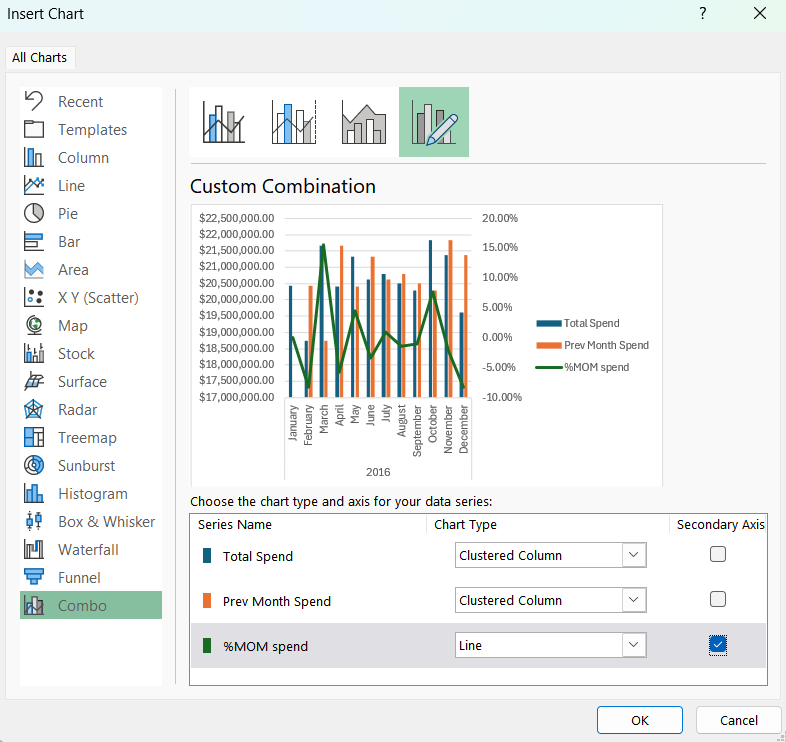 Insert Chart
?
All Charts
Recent
Templates
Column
Line
Pie
Bar
Area
X Y (Scatter)
Map
Stock
Surface
Radar
Treemap
Sunburst
Histogram
Box & Whisker
Waterfall
Funnel
Combo
Custom Combination
$22,500,000.00
$22,000,000.00
$21,500,000.00
$21,000,000.00
$20,500,000.00
$20,000,000.00
$19,500,000.00
$19,000,000.00
$18,500,000.00
$18,000,000.00
$17,500,000.00
$17,000,000.00
20.00%
15.00%
10.00%
5.00%
0.00%
-5.00%
-10.00%
January
February
March
April
May
June
July
August
September
October
November
December
2016
Total Spend
Prev Month Spend
%MOM spend
Choose the chart type and axis for your data series:
Series Name Chart Type Secondary Axis
Total Spend Clustered Column
Prev Month Spend Clustered Column
%MOM spend Line
OK Cancel